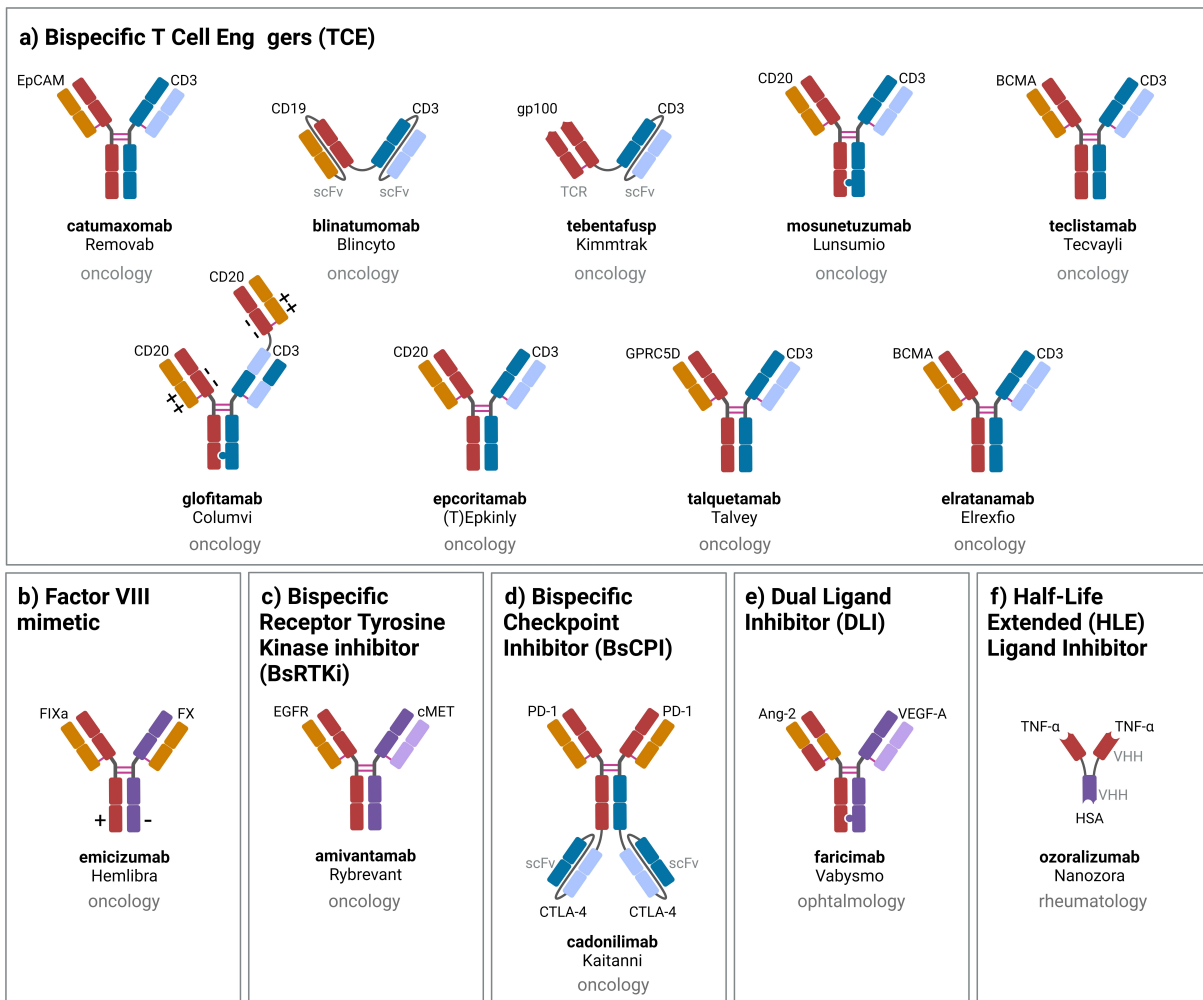 a) Bispecific T Cell Eng gers (TCE)
EpCAM
CD3
catumaxomab
Removab
oncology
CD19
CD3
scFv
scFv
blinatumomab
Blincyto
oncology
gp100
CD3
TCR
scFv
tebentafusp
Kimmtrak
oncology
CD20
CD3
mosunetuzumab
Lunsumio
oncology
BCMA
CD3
teclistamab
Tecvayli
oncology
CD20
++
--
CD20
--
++
CD3
glofitamab
Columvi
oncology
CD20
CD3
epcoritamab
(T)Epkinly
oncology
GPRC5D
CD3
talquetamab
Talvey
oncology
BCMA
CD3
elratanamab
Elrexfio
oncology
b) Factor VIII
mimetic
FIXa
FX
+
-
emicizumab
Hemlibra
oncology
c) Bispecific
Receptor Tyrosine
Kinase inhibitor
(BsRTKi)
EGFR
cMET
amivantamab
Rybrevant
oncology
d) Bispecific
Checkpoint
Inhibitor (BsCPI)
PD-1
PD-1
scFv
scFv
CTLA-4
CTLA-4
cadonilimab
Kaitanni
oncology
e) Dual Ligand
Inhibitor (DLI)
Ang-2
VEGF-A
faricimab
Vabysmo
ophtalmology
f) Half-Life
Extended (HLE)
Ligand Inhibitor
TNF-α
TNF-α
VHH
VHH
HSA
ozoralizumab
Nanozora
rheumatology